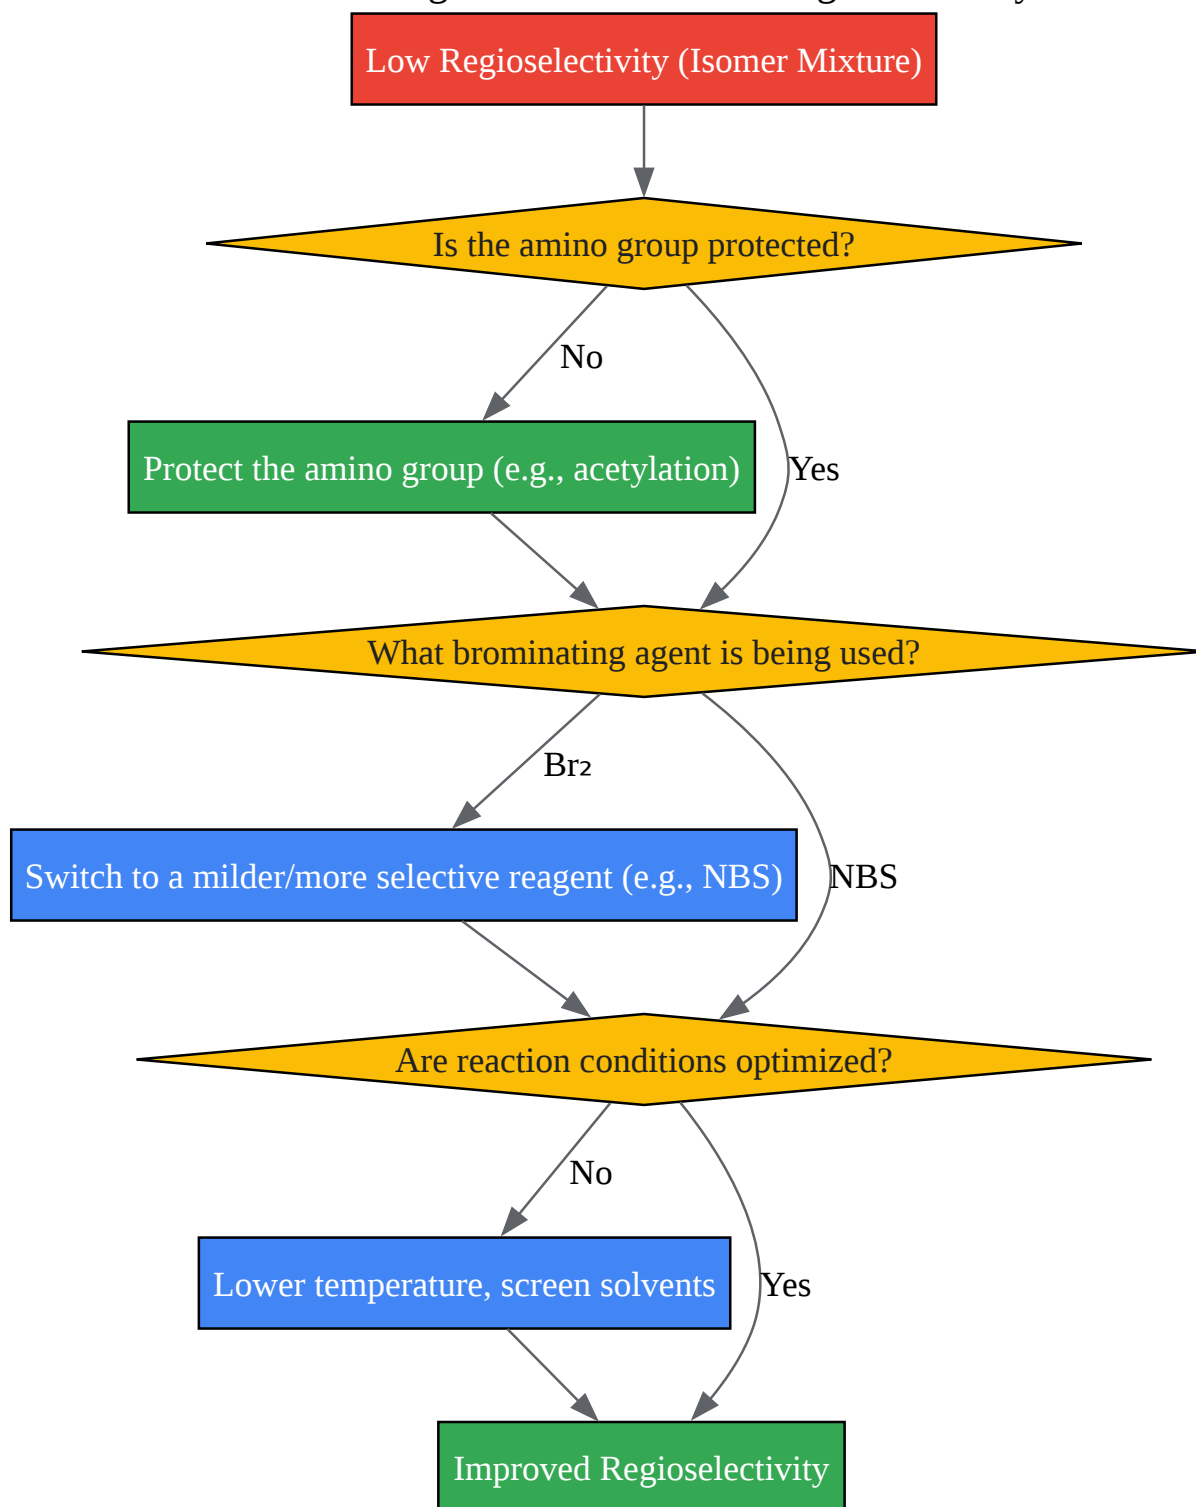 Low Regioselectivity (Isomer Mixture)
Is the amino group protected?
No
Protect the amino group (e.g., acetylation)
Yes
What brominating agent is being used?
Br₂
Switch to a milder/more selective reagent (e.g., NBS)
NBS
Are reaction conditions optimized?
No
Lower temperature, screen solvents
Yes
Improved Regioselectivity